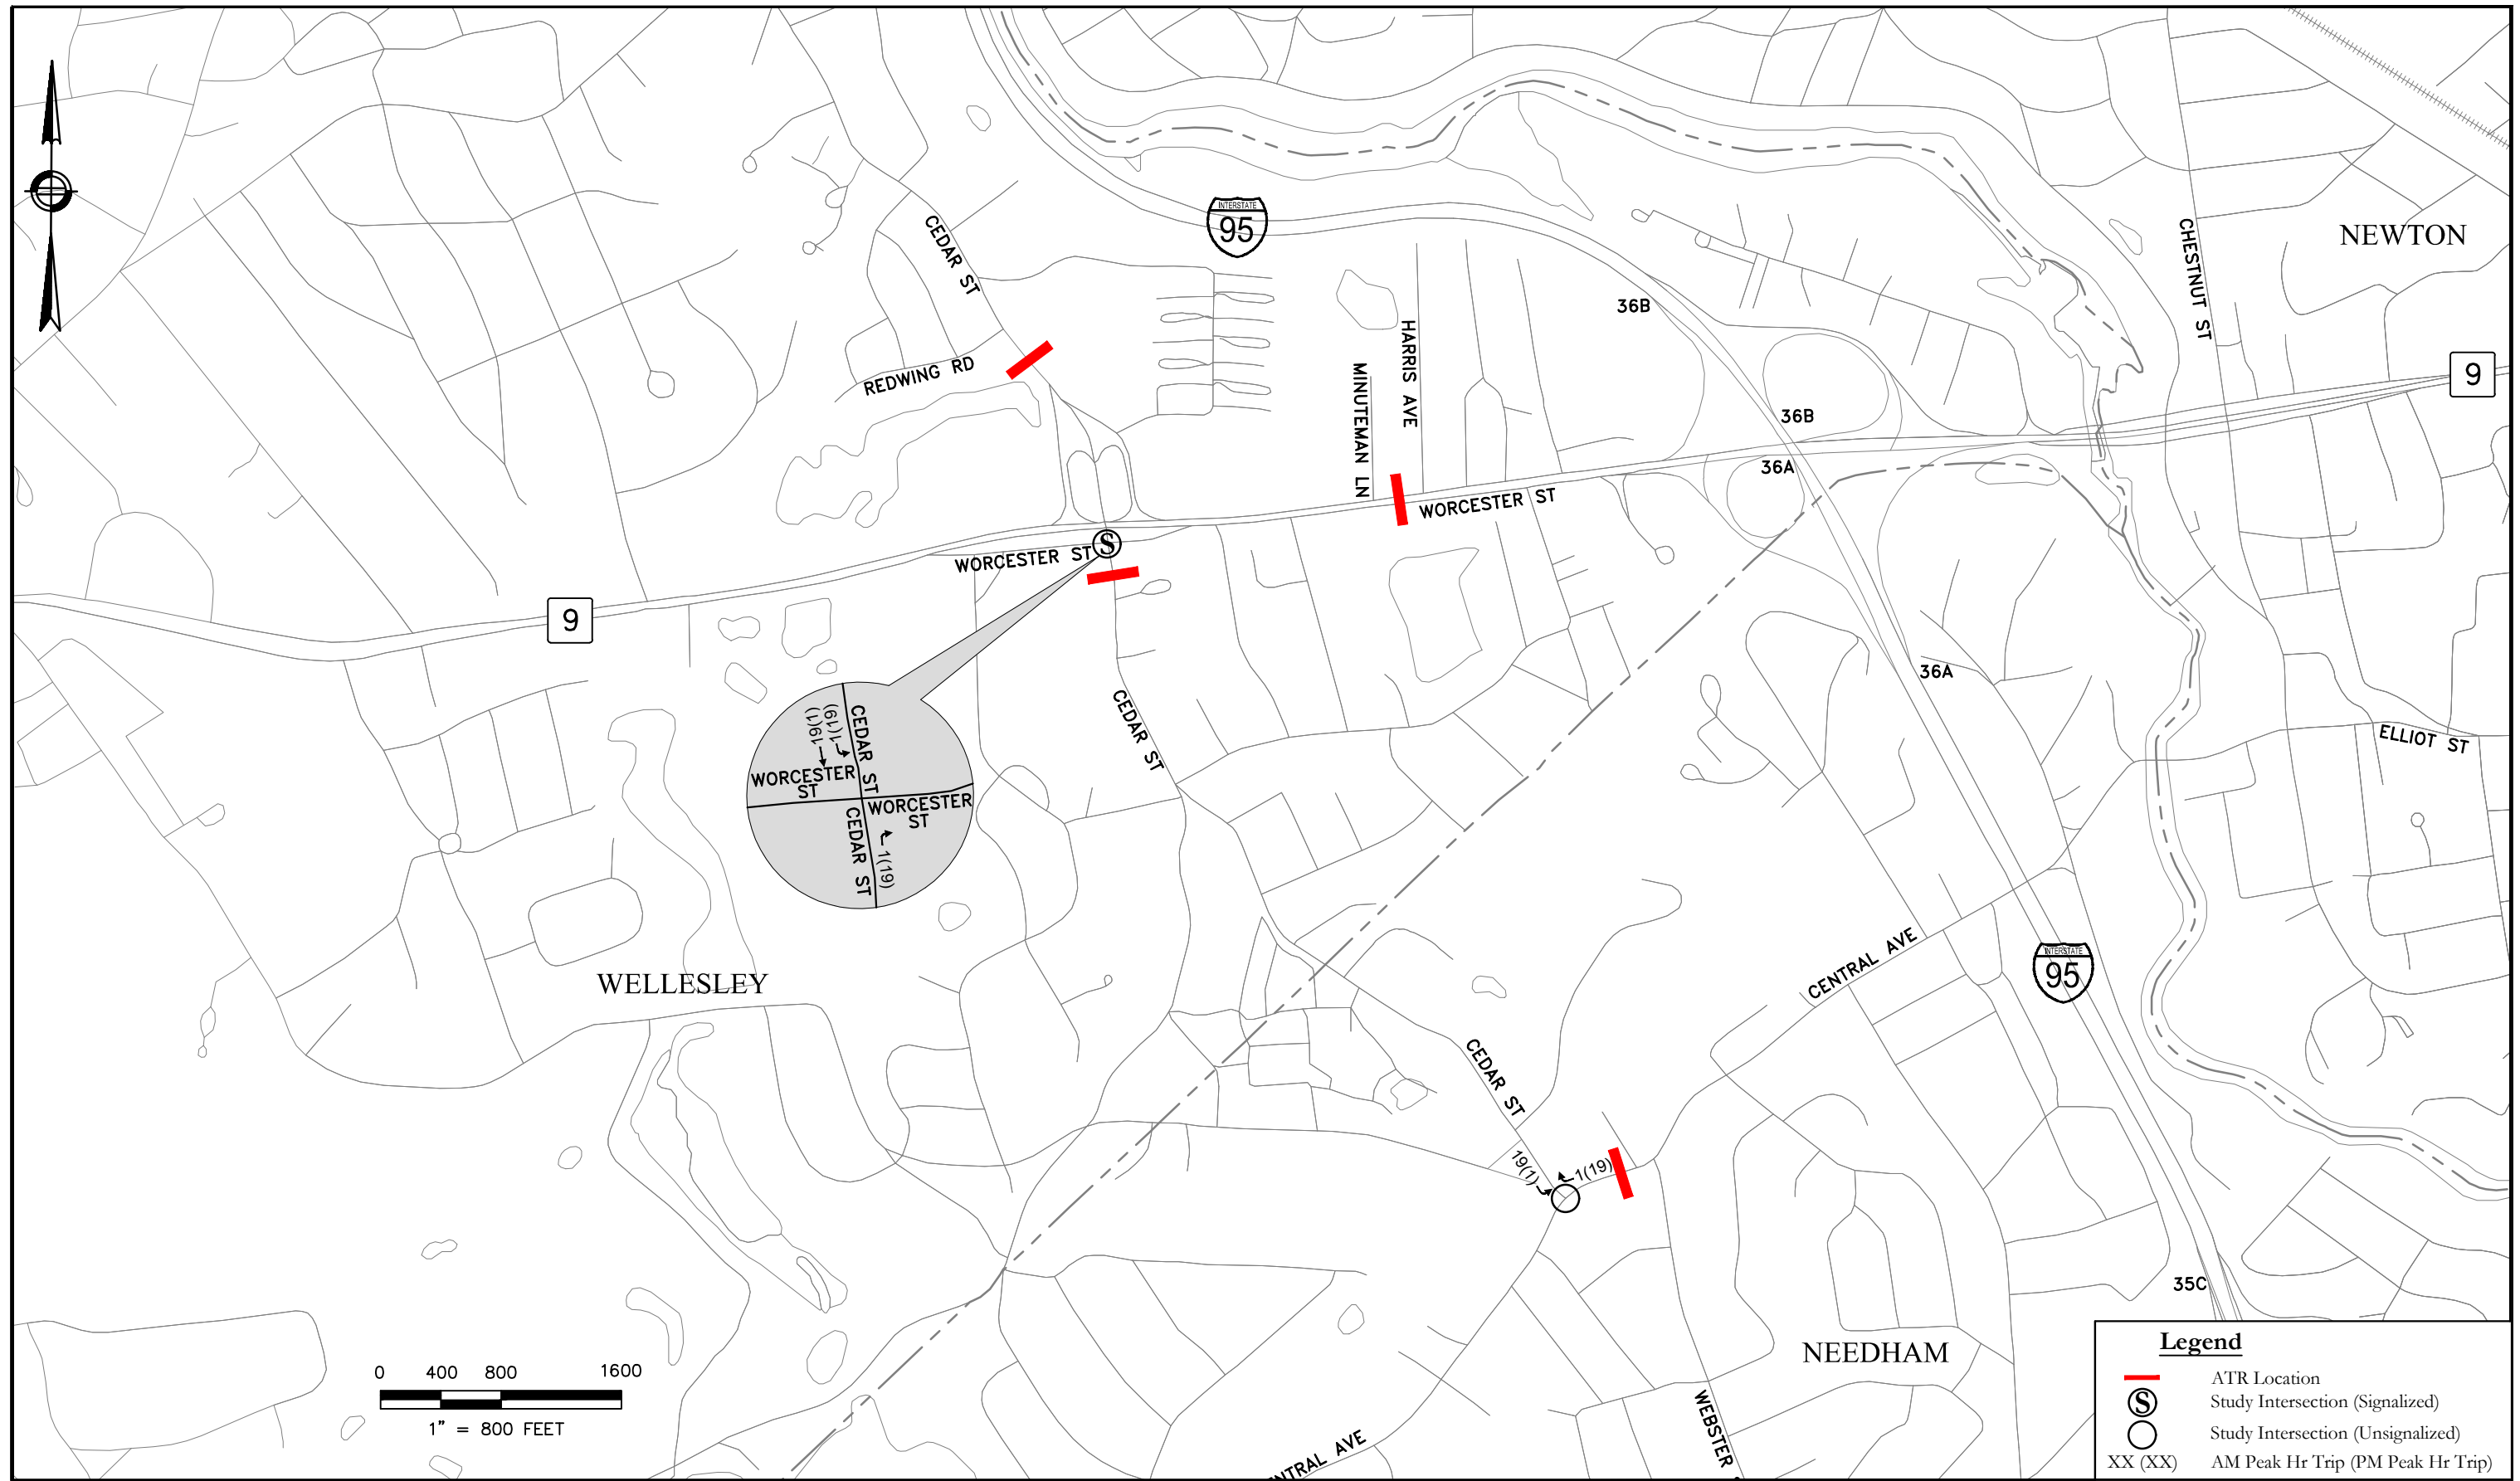 INTERSTATE
95
NEWTON
CHESTNUT ST
CEDAR ST
36B
HARRIS AVE
MINUTEMAN LN
REDWING RD
9
36B
36A
WORCESTER ST
WORCESTER ST
S
9
36A
CEDAR ST
ELLIOT ST
1(19)
19(1)
CEDAR ST
WORCESTER
ST
WORCESTER
ST
CEDAR ST
1(19)
WELLESLEY
CENTRAL AVE
INTERSTATE
95
CEDAR ST
19(1)
1(19)
35C
NEEDHAM
WEBSTER
NTRAL AVE
0 400 800 1600
1" = 800 FEET
Legend
ATR Location
S Study Intersection (Signalized)
Study Intersection (Unsignalized)
XX (XX) AM Peak Hr Trip (PM Peak Hr Trip)